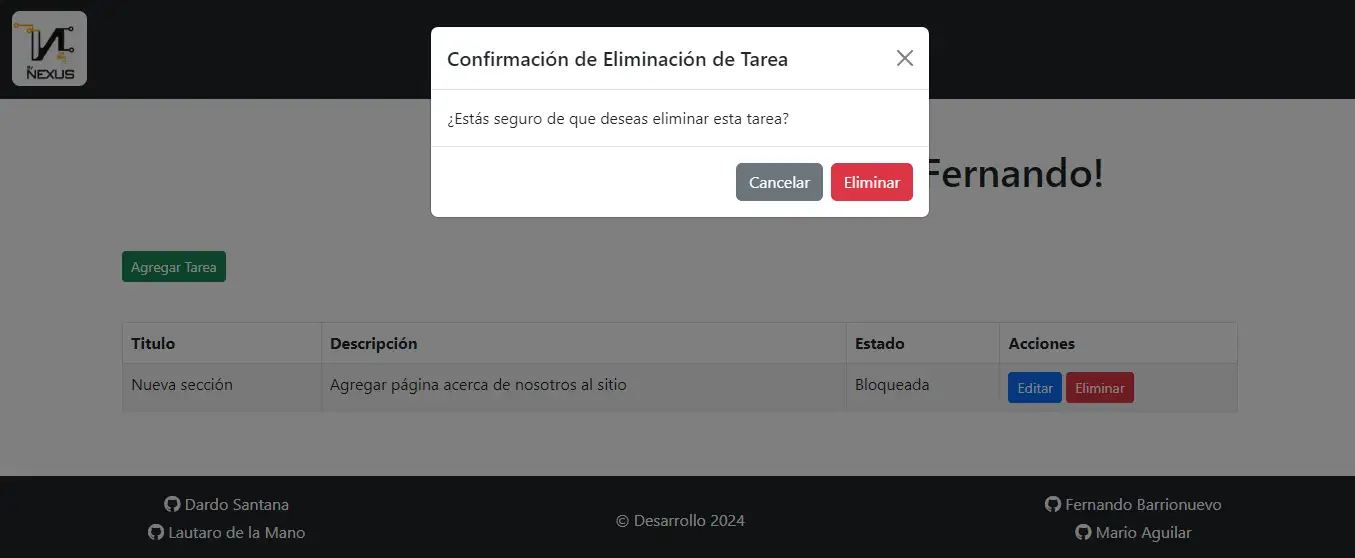 NEXUS
Confirmación de Eliminación de Tarea
¿Estás seguro de que deseas eliminar esta tarea?
Cancelar Eliminar
Fernando!
Agregar Tarea
Titulo Descripción Estado Acciones
Nueva sección Agregar página acerca de nosotros al sitio Bloqueada Editar Eliminar
Dardo Santana
Lautaro de la Mano
© Desarrollo 2024
Fernando Barrionuevo
Mario Aguilar